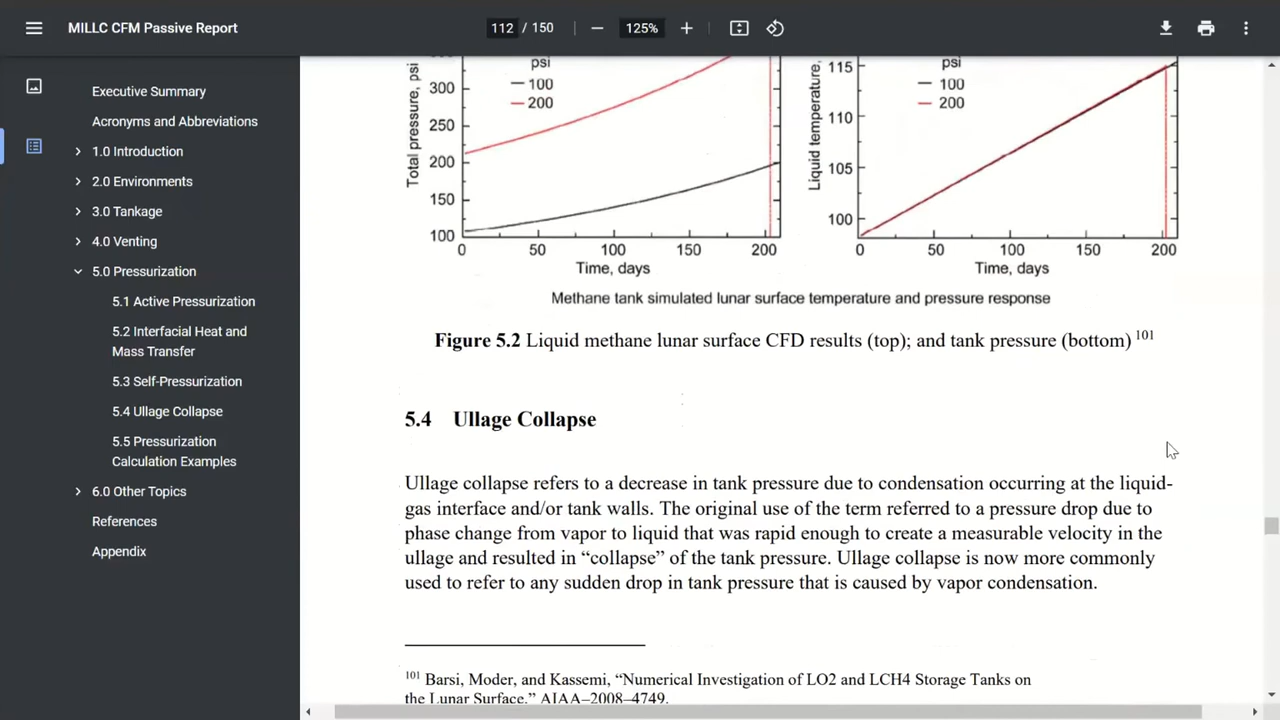 MILLC CFM Passive Report
112 / 150
125%
Executive Summary
Acronyms and Abbreviations
1.0 Introduction
2.0 Environments
3.0 Tankage
4.0 Venting
5.0 Pressurization
5.1 Active Pressurization
5.2 Interfacial Heat and
Mass Transfer
5.3 Self-Pressurization
5.4 Ullage Collapse
5.5 Pressurization
Calculation Examples
6.0 Other Topics
References
Appendix
Total pressure, psi
psi
100
200
300
250
200
150
100
0 50 100 150 200
Time, days
Liquid temperature,
psi
100
200
115
110
105
100
0 50 100 150 200
Time, days
Methane tank simulated lunar surface temperature and pressure response
Figure 5.2 Liquid methane lunar surface CFD results (top); and tank pressure (bottom) 101
5.4 Ullage Collapse
Ullage collapse refers to a decrease in tank pressure due to condensation occurring at the liquid-
gas interface and/or tank walls. The original use of the term referred to a pressure drop due to
phase change from vapor to liquid that was rapid enough to create a measurable velocity in the
ullage and resulted in “collapse” of the tank pressure. Ullage collapse is now more commonly
used to refer to any sudden drop in tank pressure that is caused by vapor condensation.
101 Barsi, Moder, and Kassemi, “Numerical Investigation of LO2 and LCH4 Storage Tanks on
the Lunar Surface.” AIAA–2008–4749.